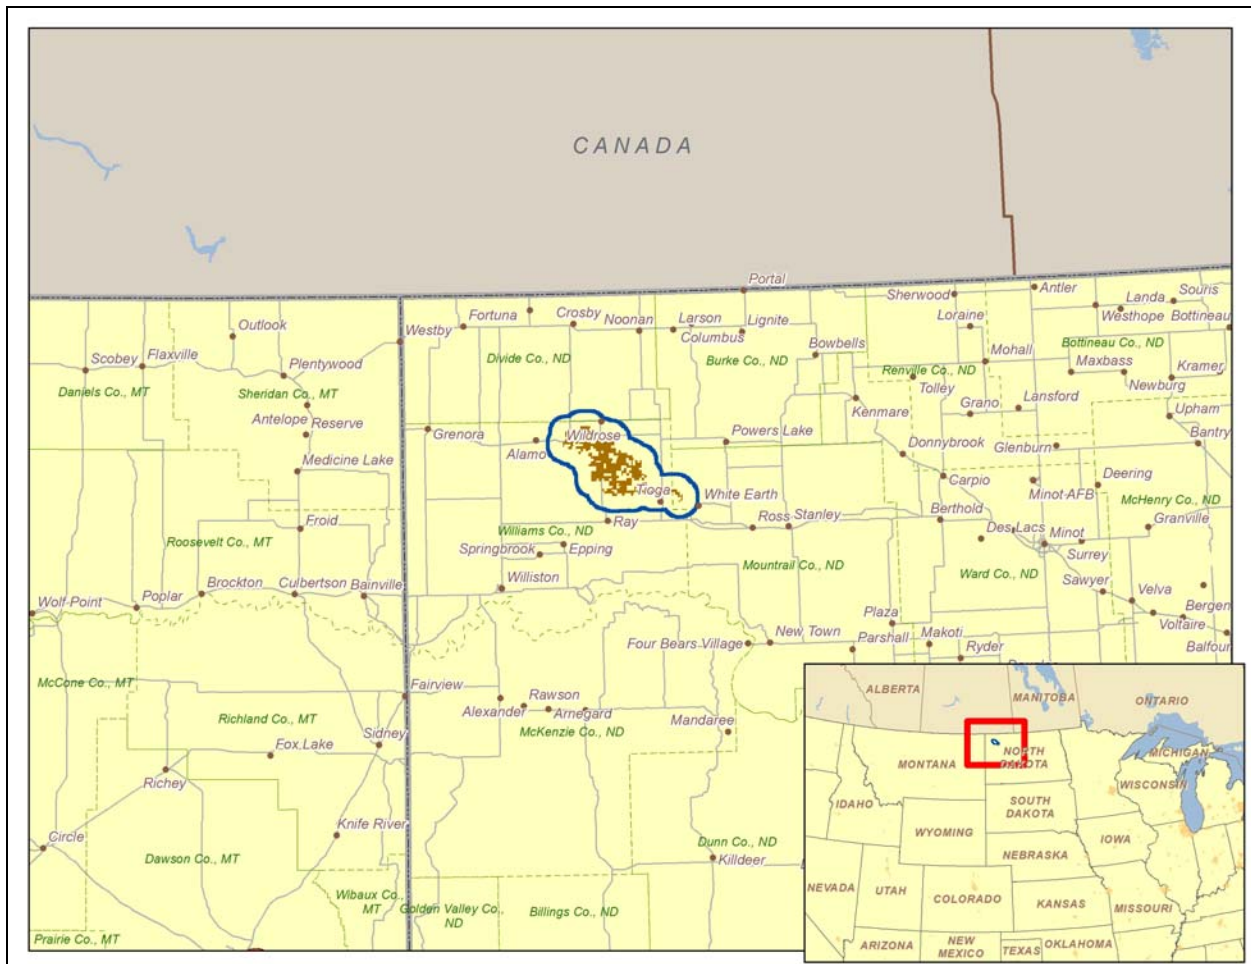 CANADA
Portal
Sherwood
Antler
Souris
Landa
Westhope
Bottineau
Fortuna
Crosby
Noonan
Larson
Lignite
Columbus
Loraine
Outlook
Westby
Bowbells
Mohall
Bottineau Co., ND
Scobey
Flaxville
Plentywood
Divide Co., ND
Burke Co., ND
Renville Co., ND
Maxbass
Kramer
Daniels Co., MT
Sheridan Co., MT
Tolley
Newburg
Antelope
Reserve
Kenmare
Grano
Lansford
Upham
Grenora
Wildrose
Powers Lake
Alamo
Donnybrook
Glenburn
Bantry
Medicine Lake
Carpio
Deering
Tioga
White Earth
Minot AFB
McHenry Co., ND
Froid
Ray
Ross
Stanley
Berthold
Granville
Roosevelt Co., MT
Williams Co., ND
Des Lacs
Minot
Springbrook
Epping
Surrey
Mountrail Co., ND
Ward Co., ND
Brockton
Culbertson
Bainville
Williston
Sawyer
Velva
Wolf Point
Poplar
Bergen
Plaza
Voltaire
Four Bears Village
New Town
Parshall
Makoti
Ryder
Balfour
McCone Co., MT
Fairview
Rawson
Richland Co., MT
Alexander
Arnegard
McKenzie Co., ND
Mandaree
Sidney
Fox Lake
Richey
Circle
Knife River
Dawson Co., MT
Dunn Co., ND
Killdeer
Wibaux Co.,
MT
Golden Valley Co.,
ND
Billings Co., ND
Prairie Co., MT
ALBERTA
MANITOBA
ONTARIO
MONTANA
NORTH
DAKOTA
MICHIGAN
SOUTH
DAKOTA
WISCONSIN
IDAHO
WYOMING
IOWA
NEBRASKA
NEVADA
UTAH
COLORADO
KANSAS
MISSOURI
ARIZONA
NEW
MEXICO
TEXAS
OKLAHOMA